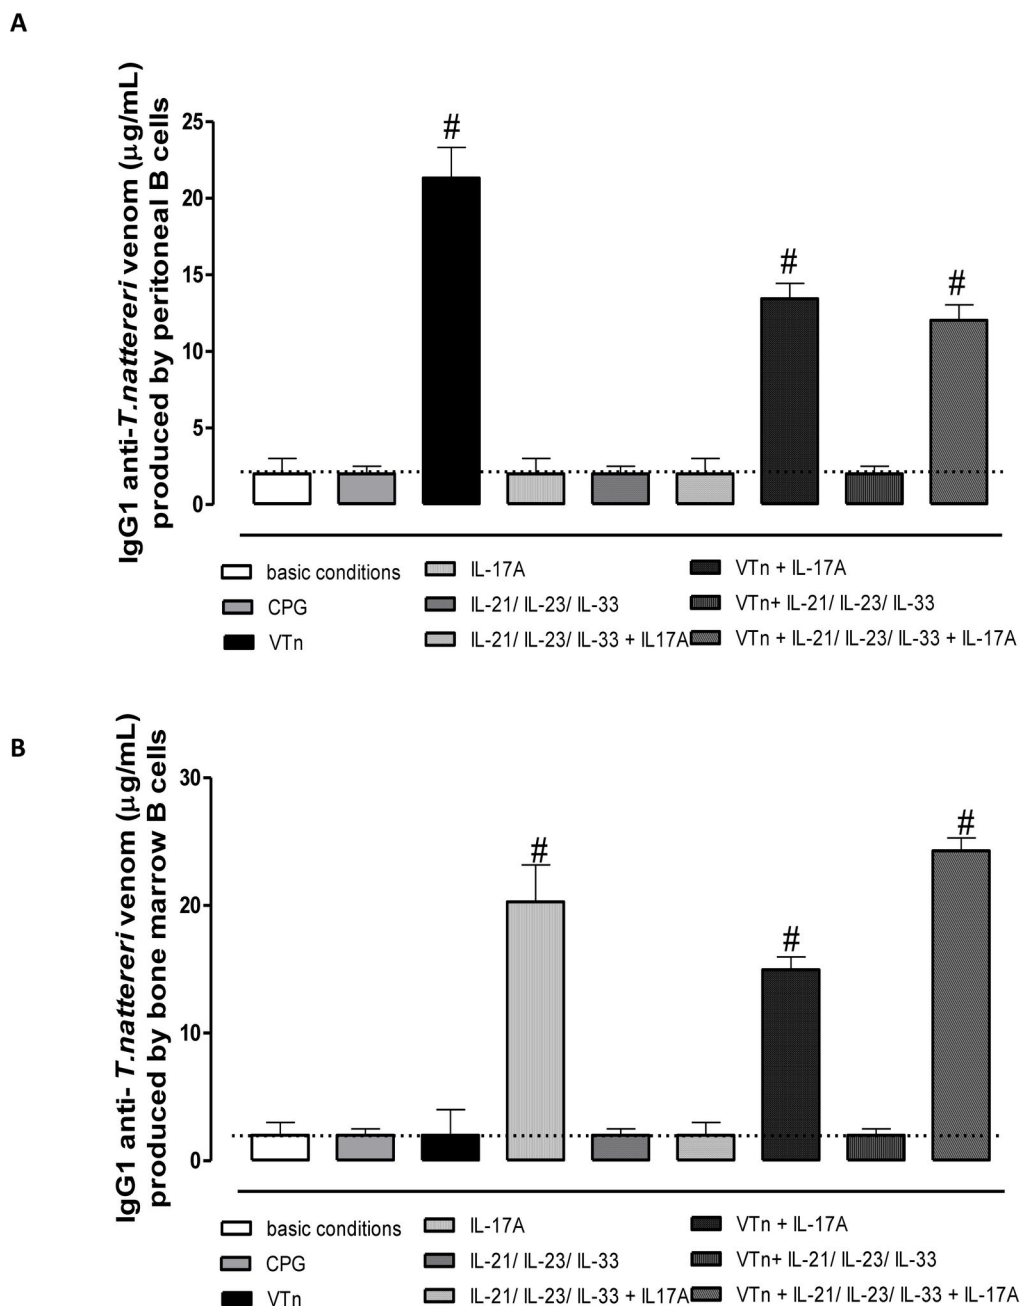 A
IgG1 anti-T.nattereri venom (µg/mL)
produced by peritoneal B cells
25
20
15
10
5
0
#
#
#
basic conditions
CPG
VTn
IL-17A
IL-21/ IL-23/ IL-33
IL-21/ IL-23/ IL-33 + IL17A
VTn + IL-17A
VTn+ IL-21/ IL-23/ IL-33
VTn + IL-21/ IL-23/ IL-33 + IL-17A
B
IgG1 anti- T.nattereri venom (µg/mL)
produced by bone marrow B cells
30
20
10
0
#
#
#
basic conditions
CPG
VTn
IL-17A
IL-21/ IL-23/ IL-33
IL-21/ IL-23/ IL-33 + IL17A
VTn + IL-17A
VTn+ IL-21/ IL-23/ IL-33
VTn + IL-21/ IL-23/ IL-33 + IL-17A